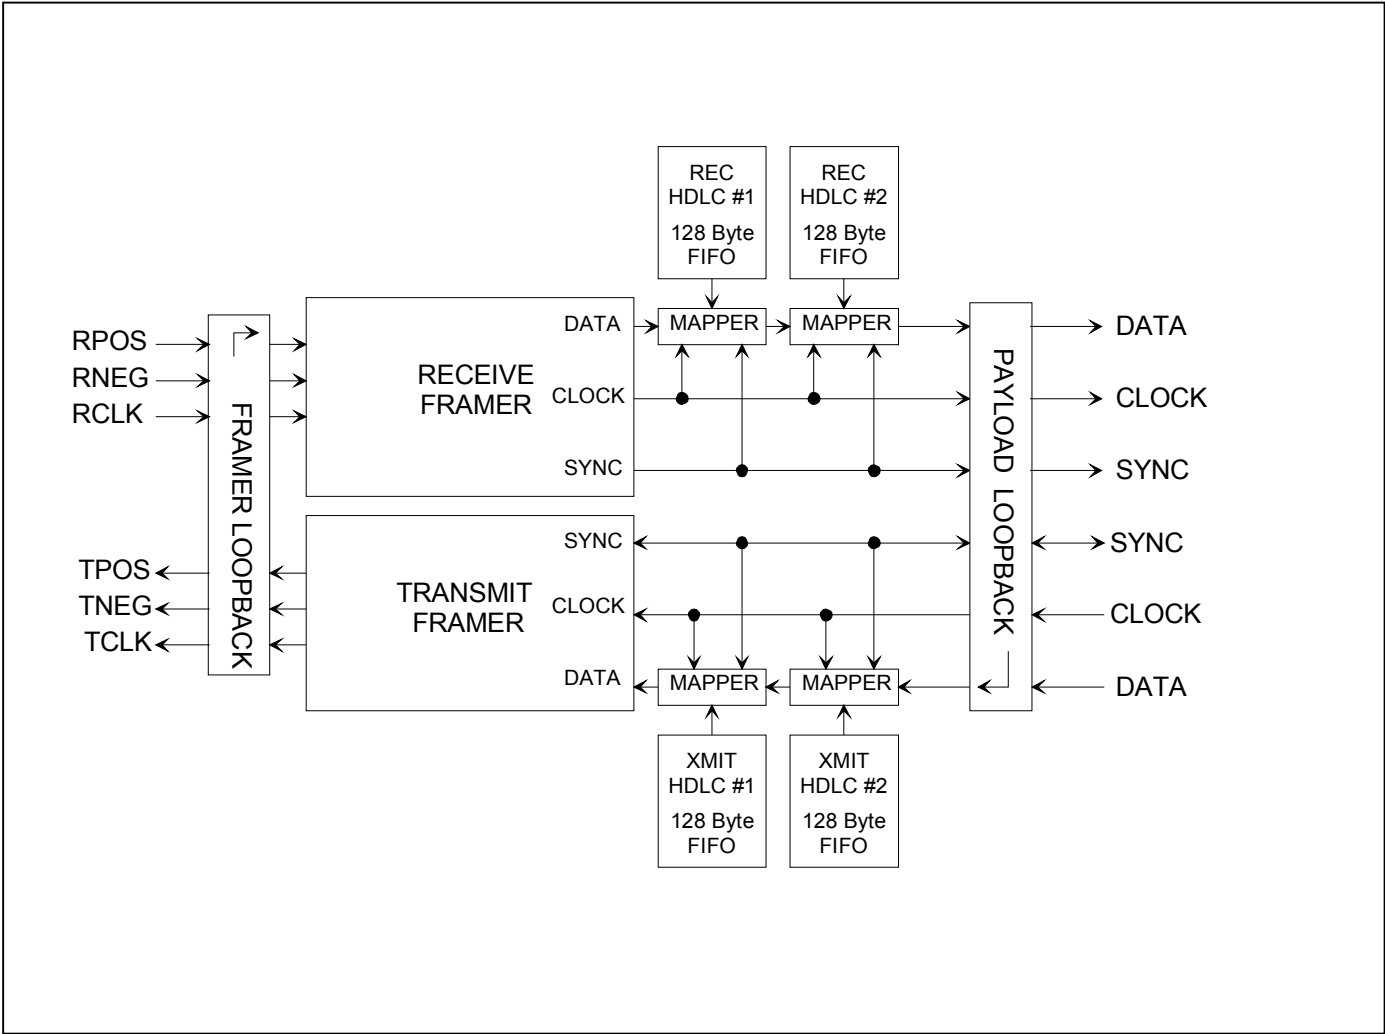 REC
HDLC #1
128 Byte
FIFO
REC
HDLC #2
128 Byte
FIFO
RPOS
RNEG
RCLK
FRAMER LOOPBACK
RECEIVE
FRAMER
DATA
CLOCK
SYNC
MAPPER
MAPPER
PAYLOAD LOOPBACK
DATA
CLOCK
SYNC
TPOS
TNEG
TCLK
TRANSMIT
FRAMER
SYNC
CLOCK
DATA
MAPPER
MAPPER
SYNC
CLOCK
DATA
XMIT
HDLC #1
128 Byte
FIFO
XMIT
HDLC #2
128 Byte
FIFO